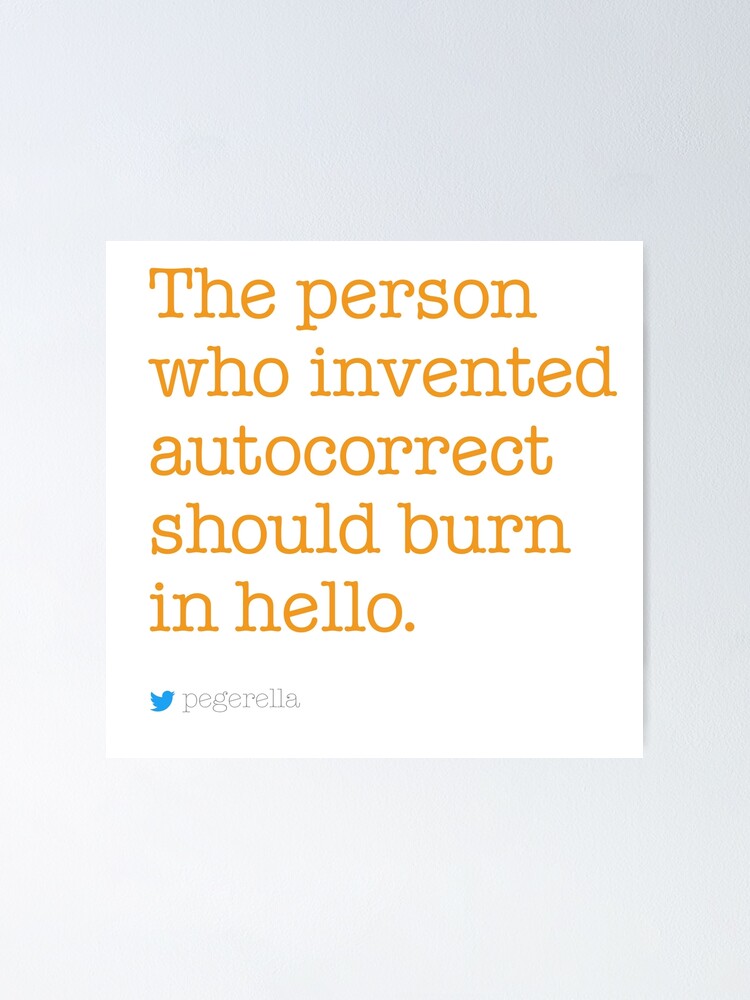 The person
who invented
autocorrect
should burn
in hello.
pegerella